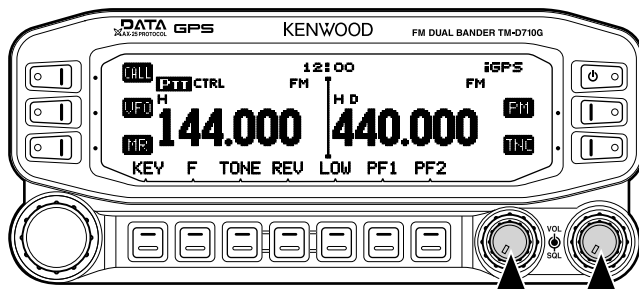 DATA GPS KENWOOD FM DUAL BANDER TM-D710G
AX-25 PROTOCOL
12:00 iGPS
CALL PTT CTRL FM FM
H H D
VFO PM
144.000 440.000
MR TNC
KEY F TONE REV LOW PF1 PF2
VOL
SQL